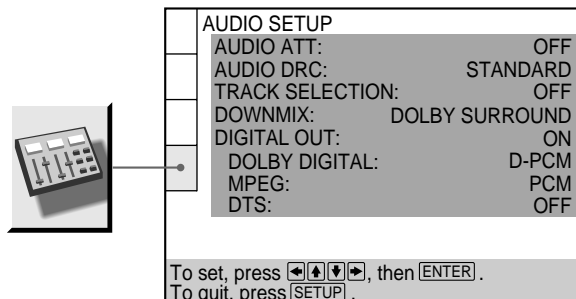 AUDIO SETUP
AUDIO ATT: OFF
AUDIO DRC: STANDARD
TRACK SELECTION: OFF
DOWNMIX: DOLBY SURROUND
DIGITAL OUT: ON
DOLBY DIGITAL: D-PCM
MPEG: PCM
DTS: OFF
To set, press ←↑↓→, then ENTER.
To quit, press SETUP.